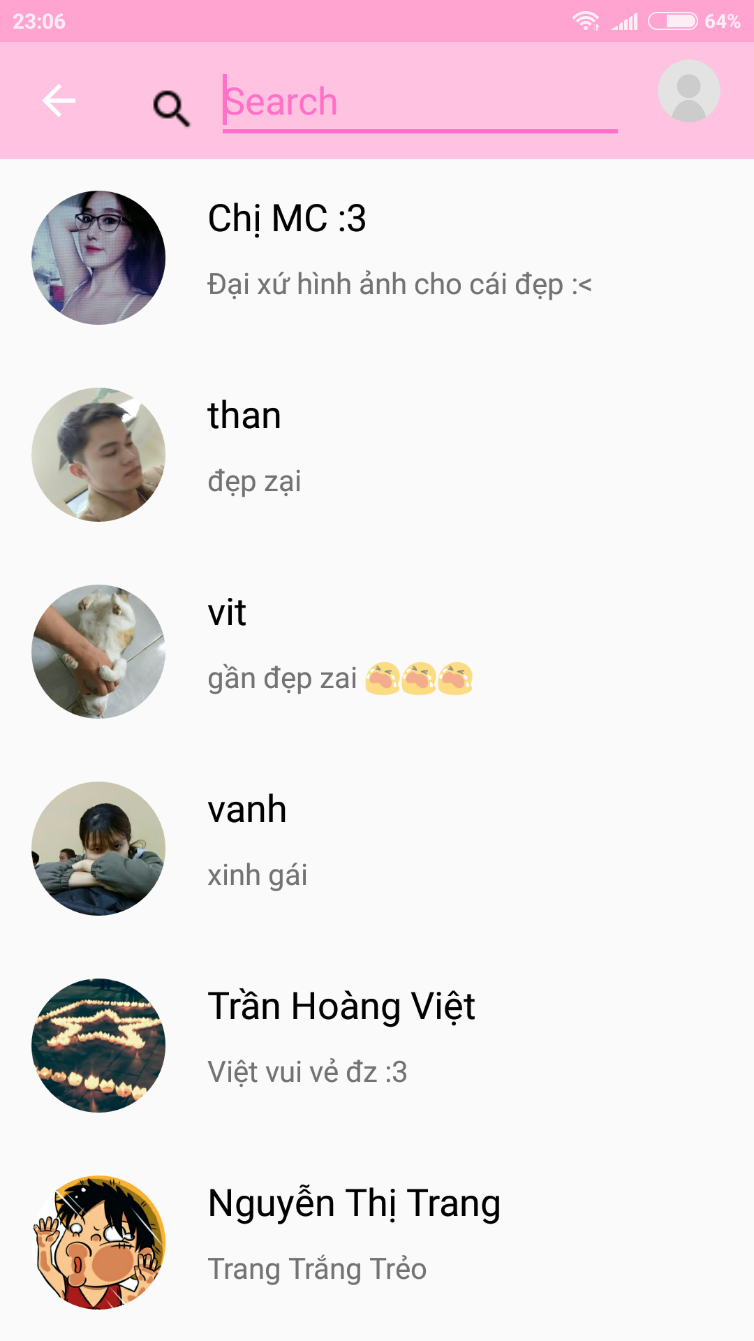 23:06
64%
Search
Chị MC :3
Đại xứ hình ảnh cho cái đẹp :<
than
đẹp zại
vit
gần đẹp zai 😭😭😭
vanh
xinh gái
Trần Hoàng Việt
Việt vui vẻ đz :3
Nguyễn Thị Trang
Trang Trắng Trẻo